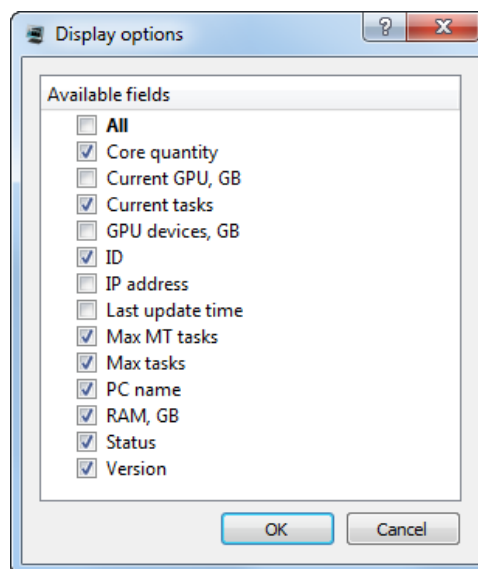 Display options
Available fields
All
Core quantity
Current GPU, GB
Current tasks
GPU devices, GB
ID
IP address
Last update time
Max MT tasks
Max tasks
PC name
RAM, GB
Status
Version
OK Cancel